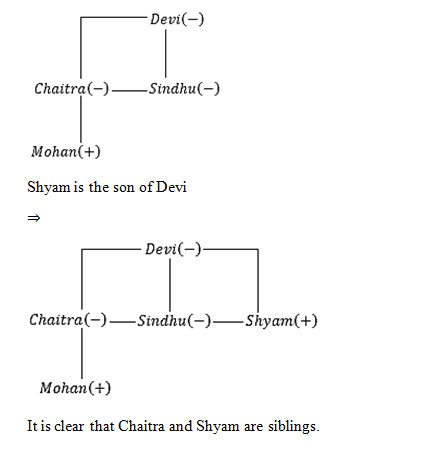 Devi(−)
Chaitra(−) Sindhu(−)
Mohan(+)
Shyam is the son of Devi
⇒
Devi(−)
Chaitra(−) Sindhu(−) Shyam(+)
Mohan(+)
It is clear that Chaitra and Shyam are siblings.